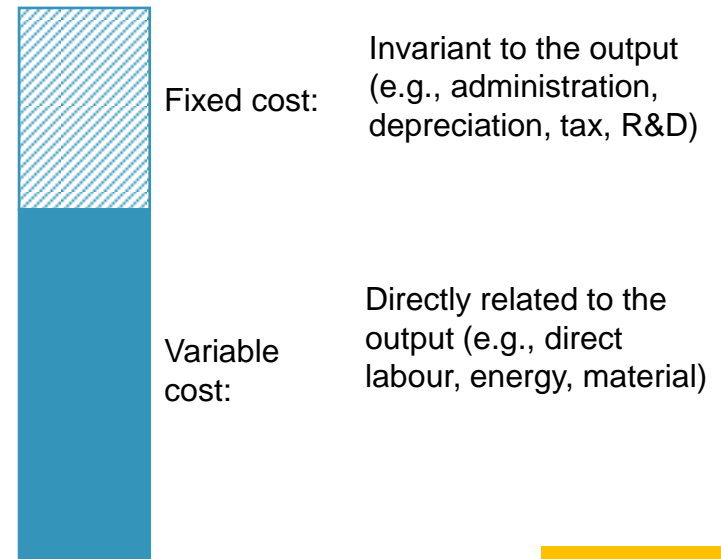 Fixed cost:
Invariant to the output
(e.g., administration,
depreciation, tax, R&D)
Variable
cost:
Directly related to the
output (e.g., direct
labour, energy, material)